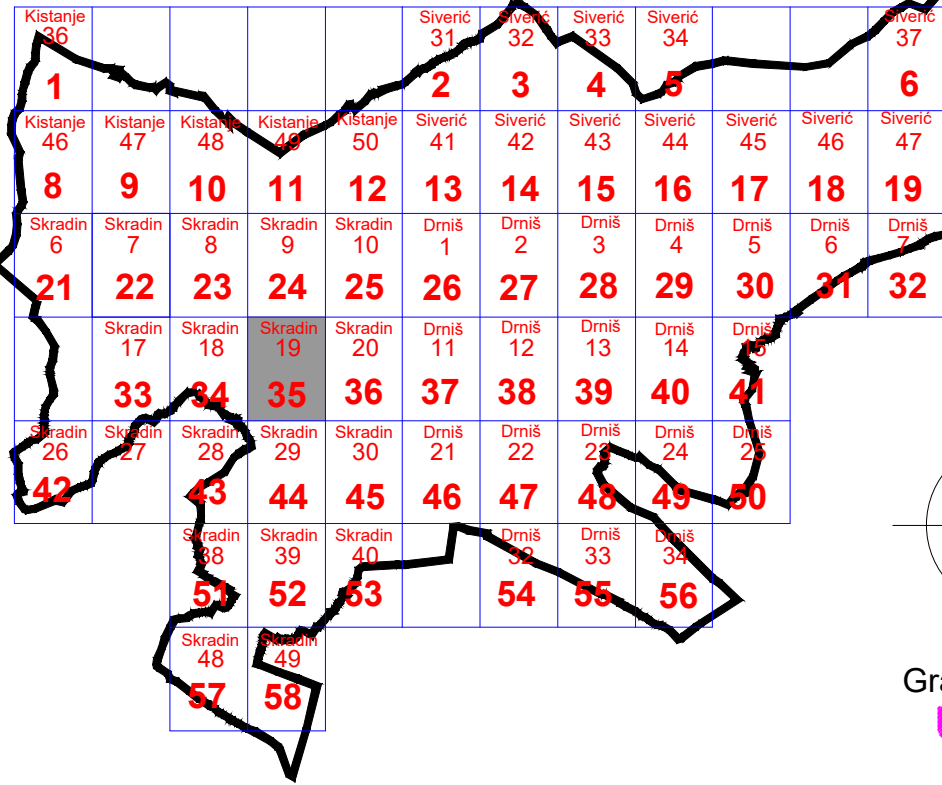 Kistanje Siverić Siverić Siverić Siverić Siverić
36 31 32 33 34 37
1 2 3 4 5 6
Kistanje Kistanje Kistanje Kistanje Kistanje Siverić Siverić Siverić Siverić Siverić Siverić Siverić
46 47 48 49 50 41 42 43 44 45 46 47
8 9 10 11 12 13 14 15 16 17 18 19
Skradin Skradin Skradin Skradin Skradin Drniš Drniš Drniš Drniš Drniš Drniš Drniš
6 7 8 9 10 1 2 3 4 5 6 7
21 22 23 24 25 26 27 28 29 30 31 32
Skradin Skradin Skradin Skradin Drniš Drniš Drniš Drniš Drniš
17 18 19 20 11 12 13 14 15
33 34 35 36 37 38 39 40 41
Skradin Skradin Skradin Skradin Skradin Drniš Drniš Drniš Drniš Drniš
26 27 28 29 30 21 22 23 24 25
42 43 44 45 46 47 48 49 50
Skradin Skradin Skradin Drniš Drniš Drniš
38 39 40 32 33 34
51 52 53 54 55 56
Skradin Skradin
48 49
57 58